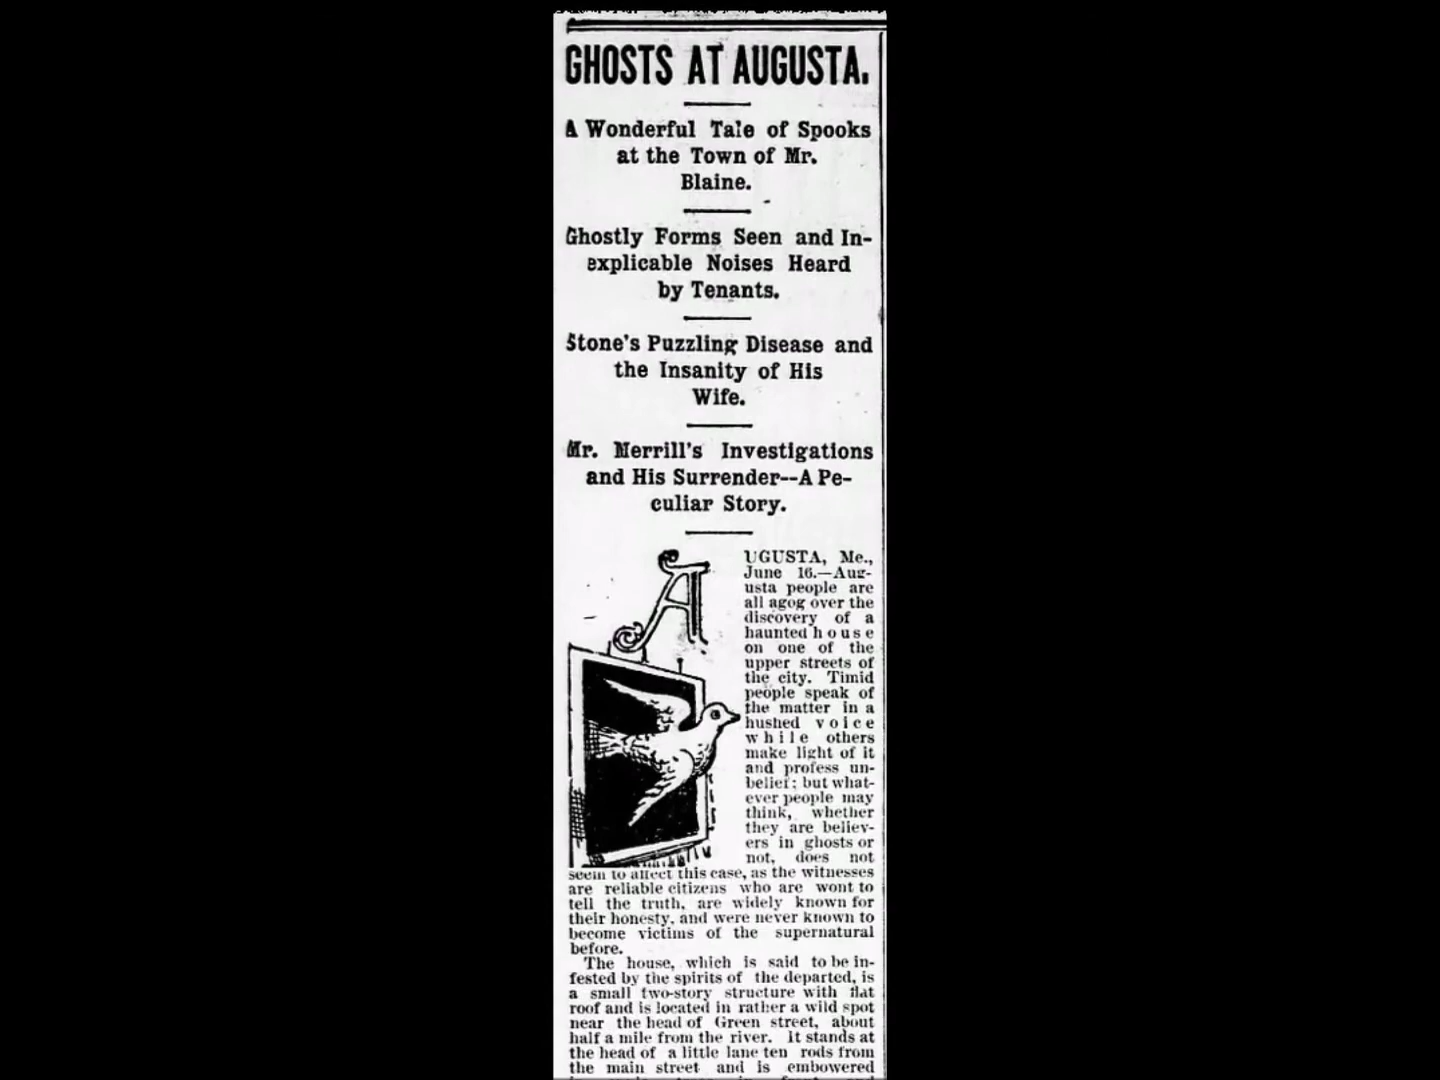 GHOSTS AT AUGUSTA.
A Wonderful Tale of Spooks
at the Town of Mr.
Blaine.
Ghostly Forms Seen and In-
explicable Noises Heard
by Tenants.
Stone's Puzzling Disease and
the Insanity of His
Wife.
Mr. Merrill's Investigations
and His Surrender--A Pe-
culiar Story.
AUGUSTA, Me.,
June 16.—Aug-
usta people are
all agog over the
discovery of a
haunted house
on one of the
upper streets of
the city. Timid
people speak of
the matter in a
hushed voice
while others
make light of it
and profess un-
belief; but what-
ever people may
think, whether
they are believ-
ers in ghosts or
not, does not
seem to affect this case, as the witnesses
are reliable citizens who are wont to
tell the truth, are widely known for
their honesty, and were never known to
become victims of the supernatural
before.
The house, which is said to be in-
fested by the spirits of the departed, is
a small two-story structure with flat
roof and is located in rather a wild spot
near the head of Green street, about
half a mile from the river. It stands at
the head of a little lane ten rods from
the main street and is embowered